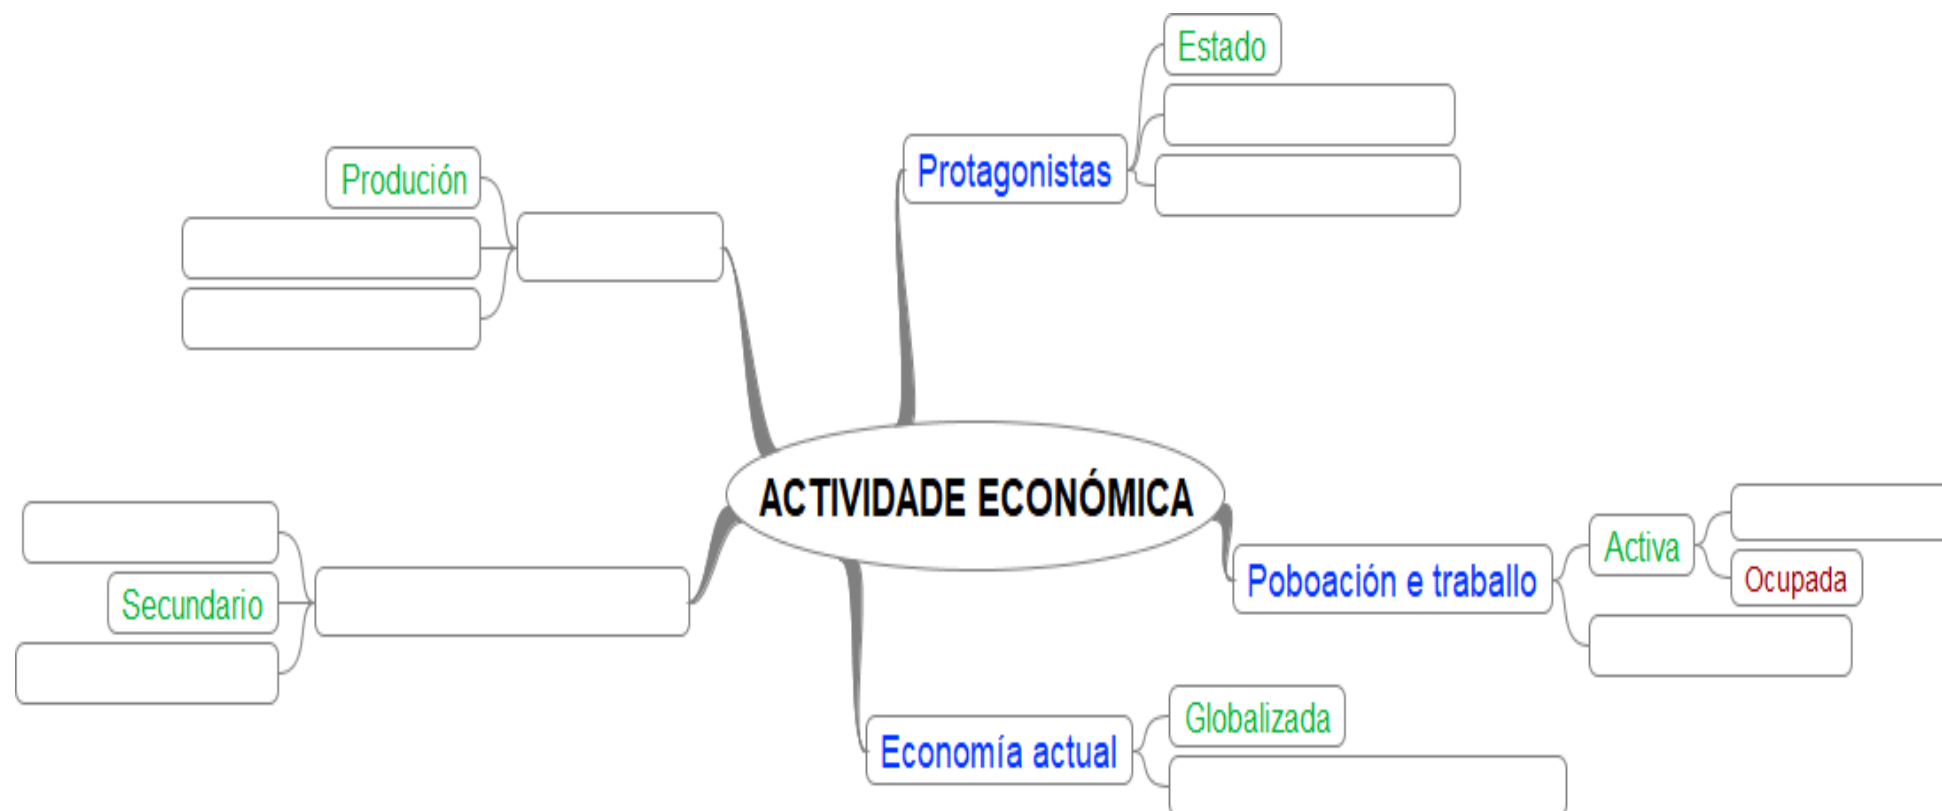 Estado
Protagonistas
Produción
ACTIVIDADE ECONÓMICA
Secundario
Activa
Ocupada
Poboación e traballo
Globalizada
Economía actual